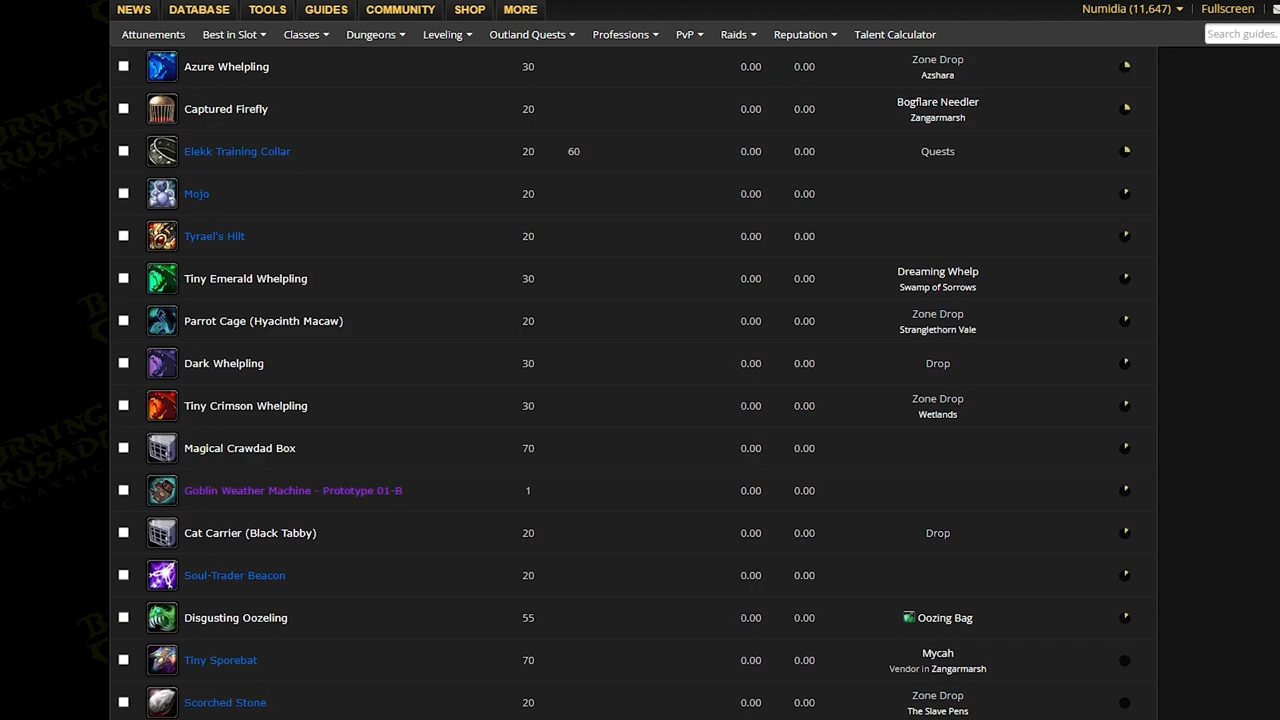 NEWS DATABASE TOOLS GUIDES COMMUNITY SHOP MORE Numidia (11,647) Fullscreen
Attunements Best in Slot Classes Dungeons Leveling Outland Quests Professions PvP Raids Reputation Talent Calculator Search guides,
Azure Whelpling 30 0.00 0.00 Zone Drop
Azshara
Captured Firefly 20 0.00 0.00 Bogflare Needler
Zangarmarsh
Elekk Training Collar 20 60 0.00 0.00 Quests
Mojo 20 0.00 0.00
Tyrael's Hilt 20 0.00 0.00
Tiny Emerald Whelpling 30 0.00 0.00 Dreaming Whelp
Swamp of Sorrows
Parrot Cage (Hyacinth Macaw) 20 0.00 0.00 Zone Drop
Stranglethorn Vale
Dark Whelpling 30 0.00 0.00 Drop
Tiny Crimson Whelpling 30 0.00 0.00 Zone Drop
Wetlands
Magical Crawdad Box 70 0.00 0.00
Goblin Weather Machine - Prototype 01-B 1 0.00 0.00
Cat Carrier (Black Tabby) 20 0.00 0.00 Drop
Soul-Trader Beacon 20 0.00 0.00
Disgusting Oozeling 55 0.00 0.00 Oozing Bag
Tiny Sporebat 70 0.00 0.00 Mycah
Vendor in Zangarmarsh
Scorched Stone 20 0.00 0.00 Zone Drop
The Slave Pens